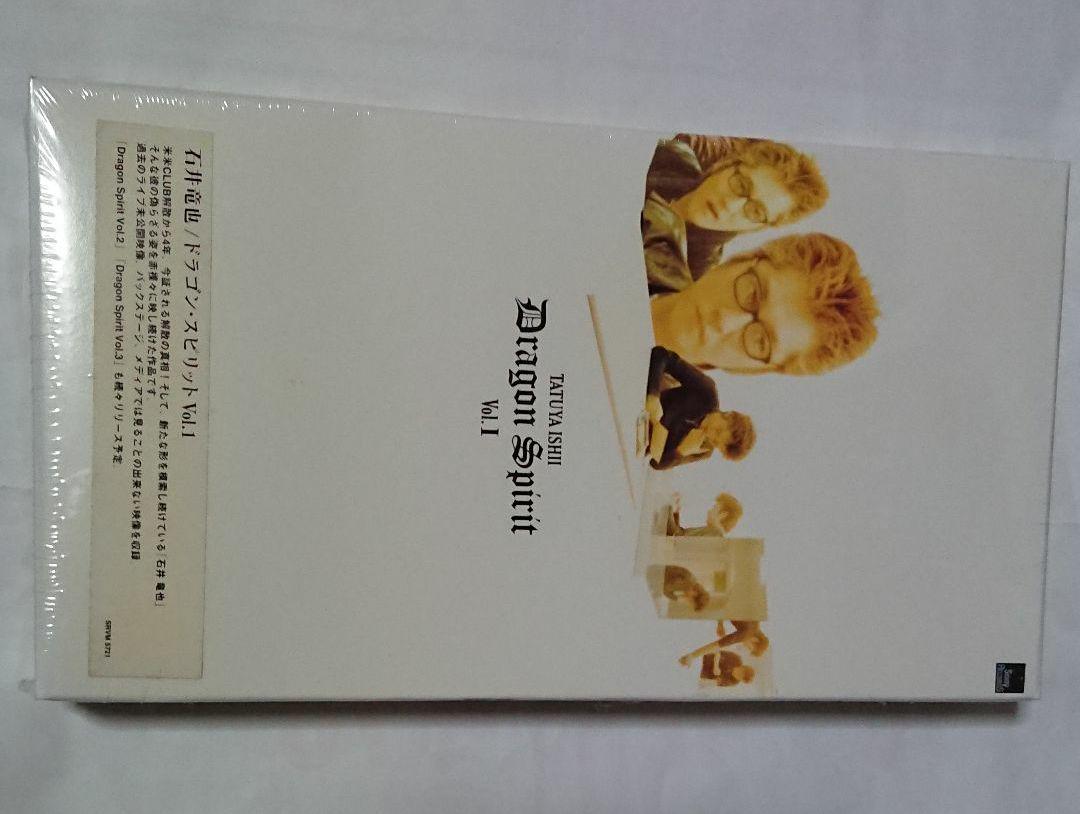 TATUYA ISHII
Dragon Spirit
Vol. I
石井竜也/ドラゴン・スピリット Vol.1
米米CLUB解散から4年、今証される解散の真相！そして、新たな形を模索し続けている「石井 竜也」
そんな彼の偽らざる姿を赤裸々に映し続けた作品です。
過去のライブ未公開映像、バックステージ、メディアでは見ることの出来ない映像を収録
「Dragon Spirit Vol.2」「Dragon Spirit Vol.3」も続々リリース予定。
SRVM 5721